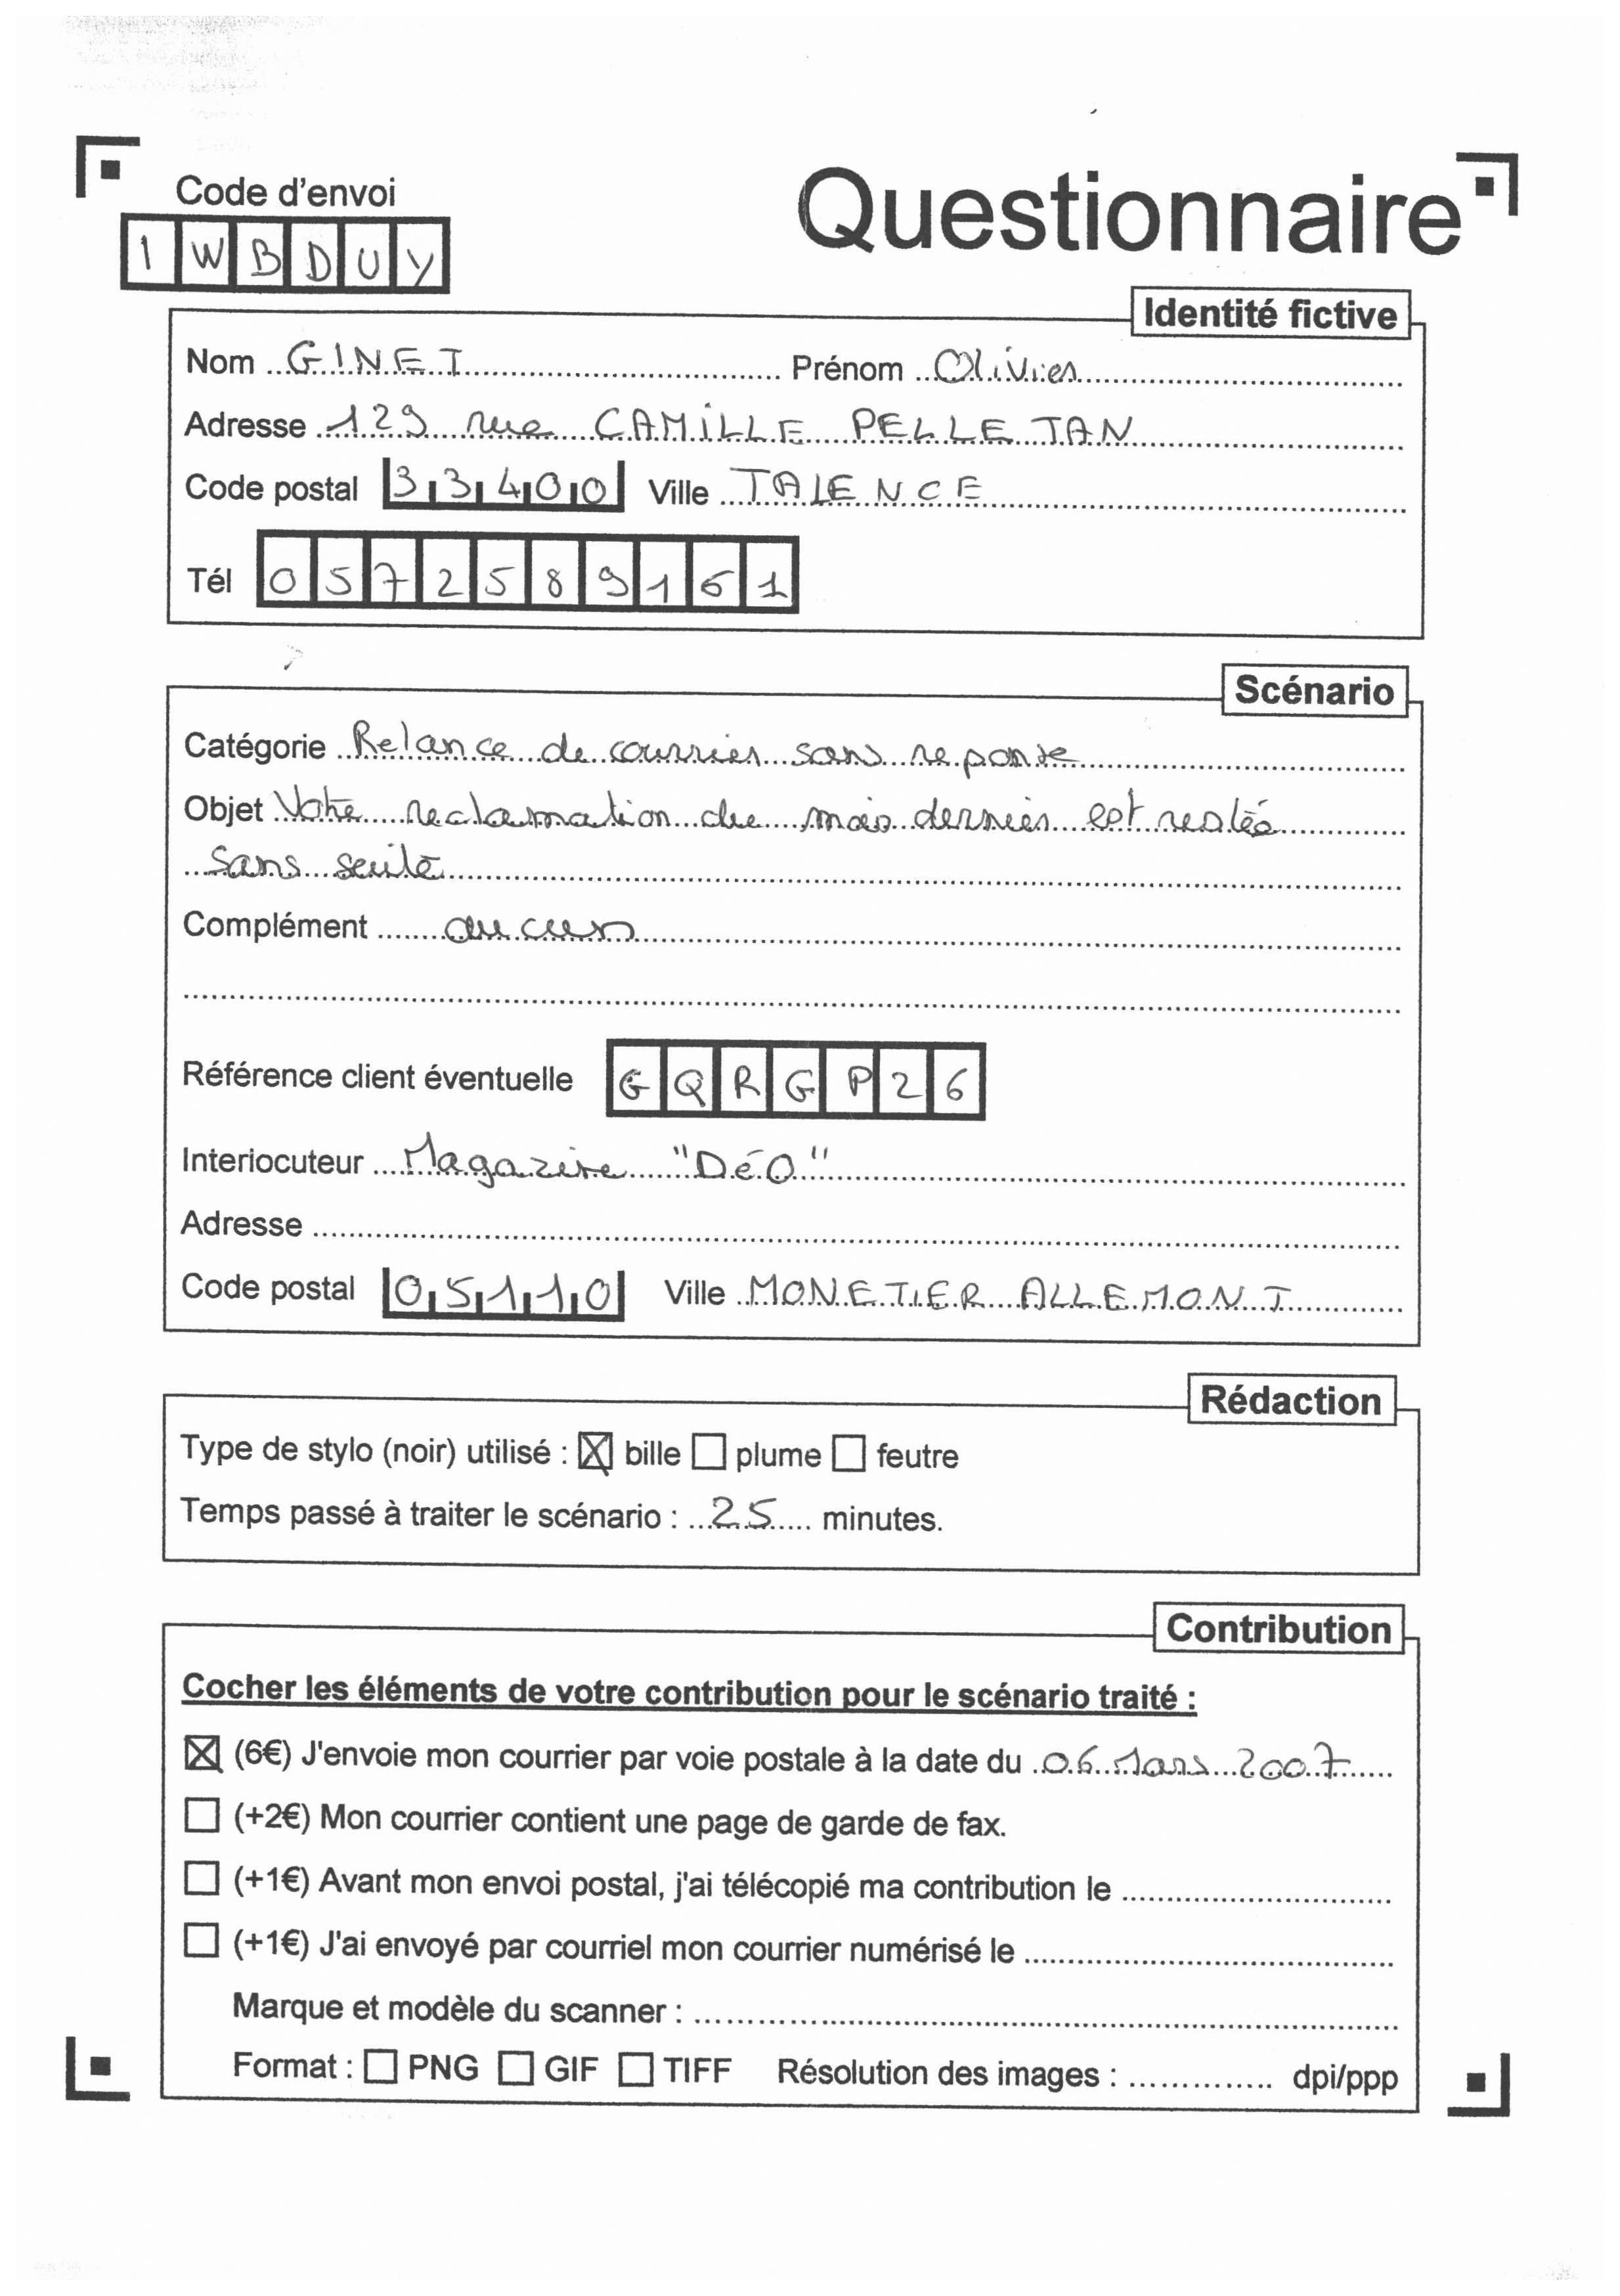 Code d'envoi
Questionnaire
1 W B D U Y
Identité fictive
Nom GINET Prénom Olivier
Adresse 129 rue CAMILLE PELLETAN
Code postal 33400 Ville TALENCE
Tél 0572589161
Scénario
Catégorie Relance de courrier sans reponse
Objet Votre reclamation du mois dernier est restée
sans suite
Complément aucun
Référence client éventuelle GQRGP26
Interiocuteur Magazine "DéO"
Adresse
Code postal 05110 Ville MONETIER ALLEMONT
Rédaction
Type de stylo (noir) utilisé : ☒ bille ☐ plume ☐ feutre
Temps passé à traiter le scénario : 25 minutes.
Contribution
Cocher les éléments de votre contribution pour le scénario traité :
☒ (6€) J'envoie mon courrier par voie postale à la date du 06 Mars 2007
☐ (+2€) Mon courrier contient une page de garde de fax.
☐ (+1€) Avant mon envoi postal, j'ai télécopié ma contribution le
☐ (+1€) J'ai envoyé par courriel mon courrier numérisé le
Marque et modèle du scanner :
Format : ☐ PNG ☐ GIF ☐ TIFF Résolution des images : dpi/ppp